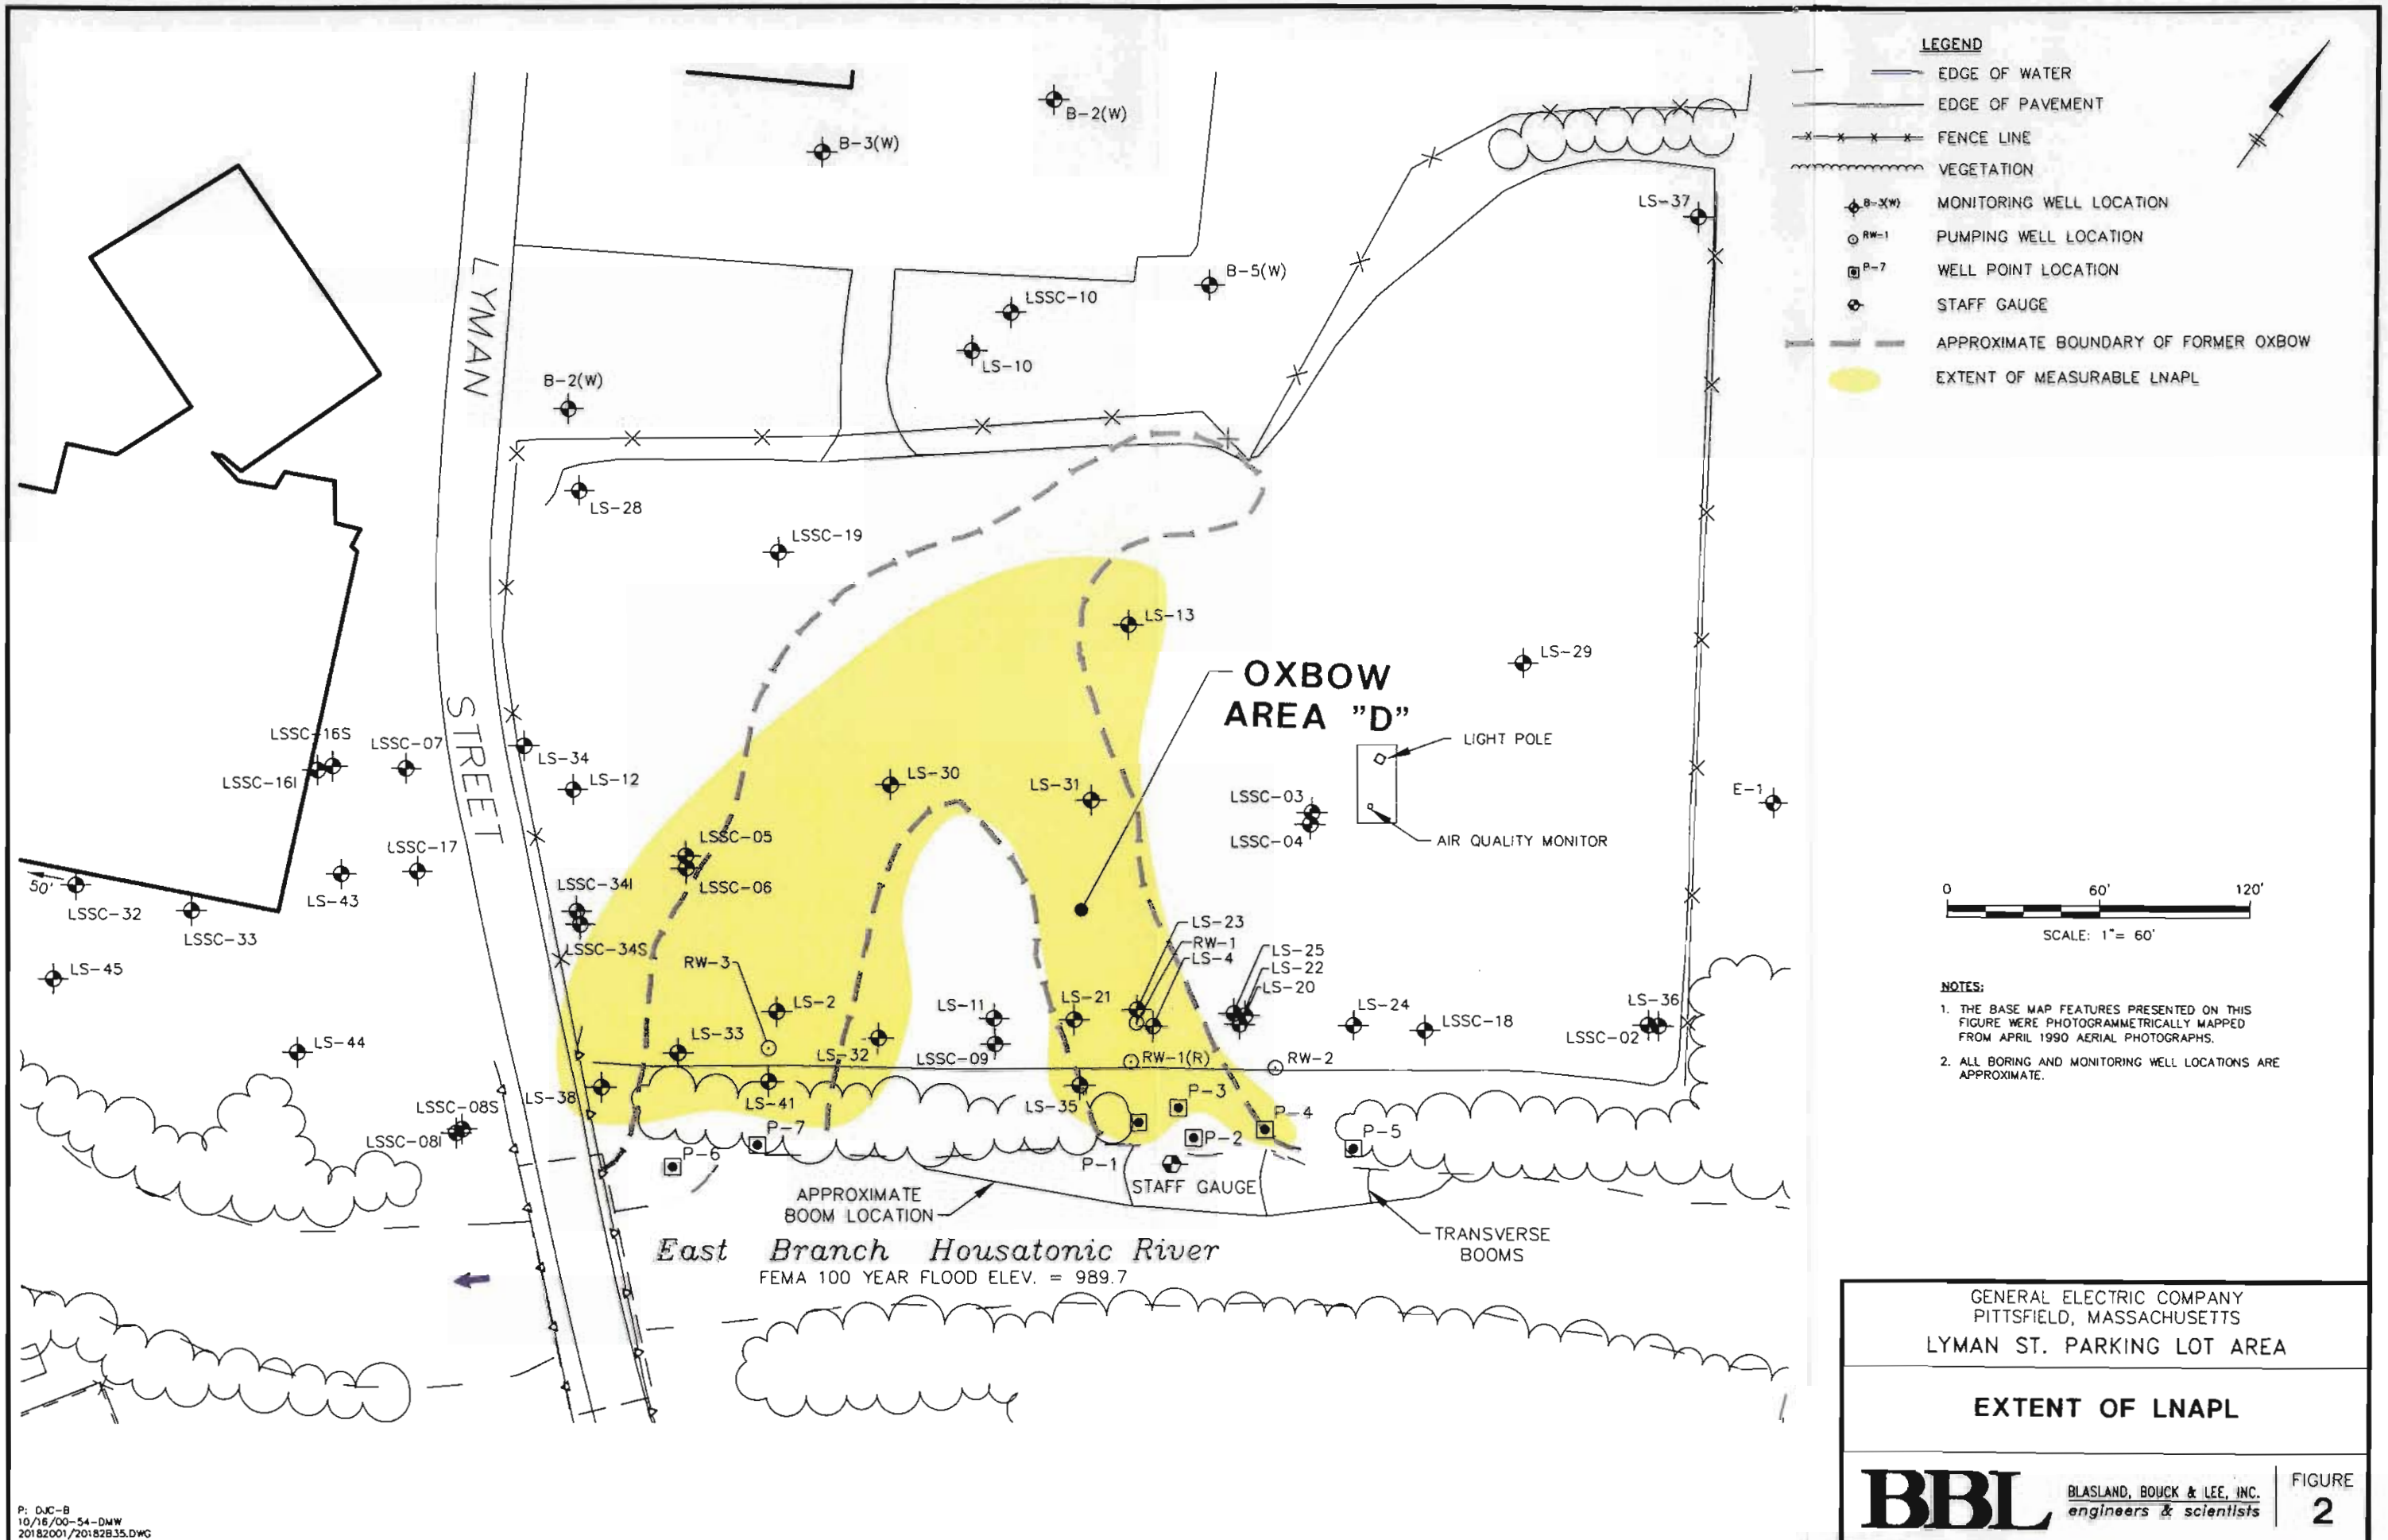 LEGEND
EDGE OF WATER
EDGE OF PAVEMENT
FENCE LINE
VEGETATION
B-3(W) MONITORING WELL LOCATION
RW-1 PUMPING WELL LOCATION
P-7 WELL POINT LOCATION
STAFF GAUGE
APPROXIMATE BOUNDARY OF FORMER OXBOW
EXTENT OF MEASURABLE LNAPL
B-2(W)
B-3(W)
LS-37
B-5(W)
LSSC-10
LS-10
B-2(W)
LS-28
LSSC-19
LYMAN
STREET
LS-13
LS-29
OXBOW
AREA "D"
LIGHT POLE
LSSC-16S
LSSC-07
LSSC-16I
LS-34
LS-12
LS-30
LS-31
LSSC-03
LSSC-04
AIR QUALITY MONITOR
E-1
LSSC-05
LSSC-06
LSSC-17
50'
LSSC-32
LS-43
LSSC-33
LSSC-34I
LSSC-34S
LS-45
RW-3
LS-23
RW-1
LS-4
LS-25
LS-22
LS-20
LS-2
LS-11
LS-21
LS-24
LSSC-18
LS-36
LSSC-02
LS-44
LS-33
LS-32
LSSC-09
RW-1(R)
RW-2
LS-38
LS-41
LS-35
P-3
P-4
LSSC-08S
LSSC-08I
P-7
P-6
P-2
P-1
P-5
STAFF GAUGE
APPROXIMATE
BOOM LOCATION
TRANSVERSE
BOOMS
East Branch Housatonic River
FEMA 100 YEAR FLOOD ELEV. = 989.7
0 60' 120'
SCALE: 1"= 60'
NOTES:
1. THE BASE MAP FEATURES PRESENTED ON THIS
FIGURE WERE PHOTOGRAMMETRICALLY MAPPED
FROM APRIL 1990 AERIAL PHOTOGRAPHS.
2. ALL BORING AND MONITORING WELL LOCATIONS ARE
APPROXIMATE.
GENERAL ELECTRIC COMPANY
PITTSFIELD, MASSACHUSETTS
LYMAN ST. PARKING LOT AREA
EXTENT OF LNAPL
BBL
BLASLAND, BOUCK & LEE, INC.
engineers & scientists
FIGURE
2
P: DJC-B
10/16/00-54-DMW
20182001/20182B35.DWG